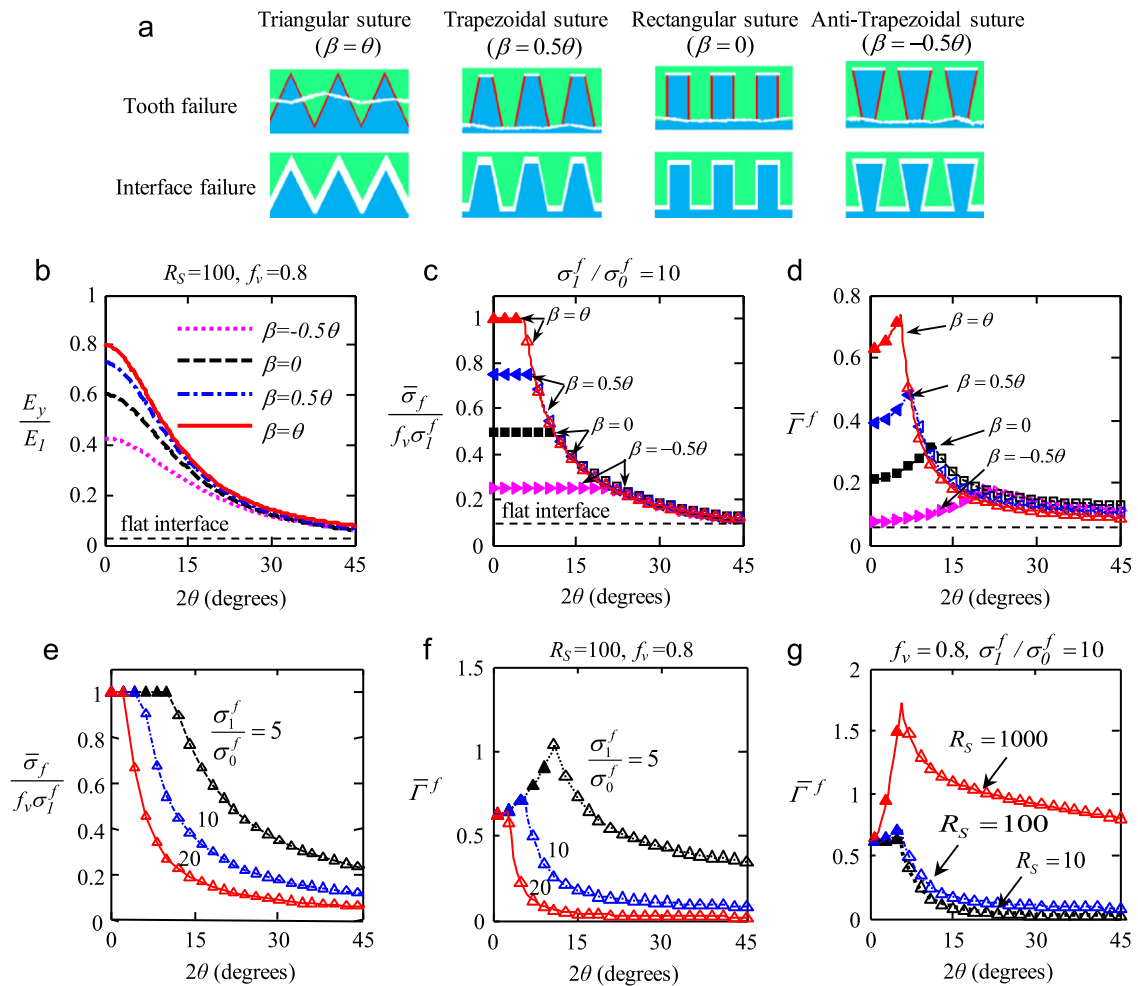 a
Triangular suture (β = θ)
Trapezoidal suture (β = 0.5θ)
Rectangular suture (β = 0)
Anti-Trapezoidal suture (β = −0.5θ)
Tooth failure
Interface failure
b
R_S=100, f_v=0.8
E_y/E_1
1
0.8
0.6
0.4
0.2
0
β=-0.5θ
β=0
β=0.5θ
β=θ
flat interface
0 15 30 45
2θ (degrees)
c
σ_1^f /σ_0^f =10
σ̅_f/f_vσ_1^f
1
0.8
0.6
0.4
0.2
0
β=θ
β=0.5θ
β=0
β=−0.5θ
flat interface
0 15 30 45
2θ (degrees)
d
Γ̅^f
0.8
0.6
0.4
0.2
0
β=θ
β=0.5θ
β=0
β=−0.5θ
0 15 30 45
2θ (degrees)
e
σ̅_f/f_vσ_1^f
1
0.8
0.6
0.4
0.2
0
σ_1^f/σ_0^f = 5
10
20
0 15 30 45
2θ (degrees)
f
R_S=100, f_v=0.8
Γ̅^f
1.5
1
0.5
0
σ_1^f/σ_0^f = 5
10
20
0 15 30 45
2θ (degrees)
g
f_v = 0.8, σ_1^f /σ_0^f = 10
Γ̅^f
2
1.5
1
0.5
0
R_S = 1000
R_S = 100
R_S = 10
0 15 30 45
2θ (degrees)